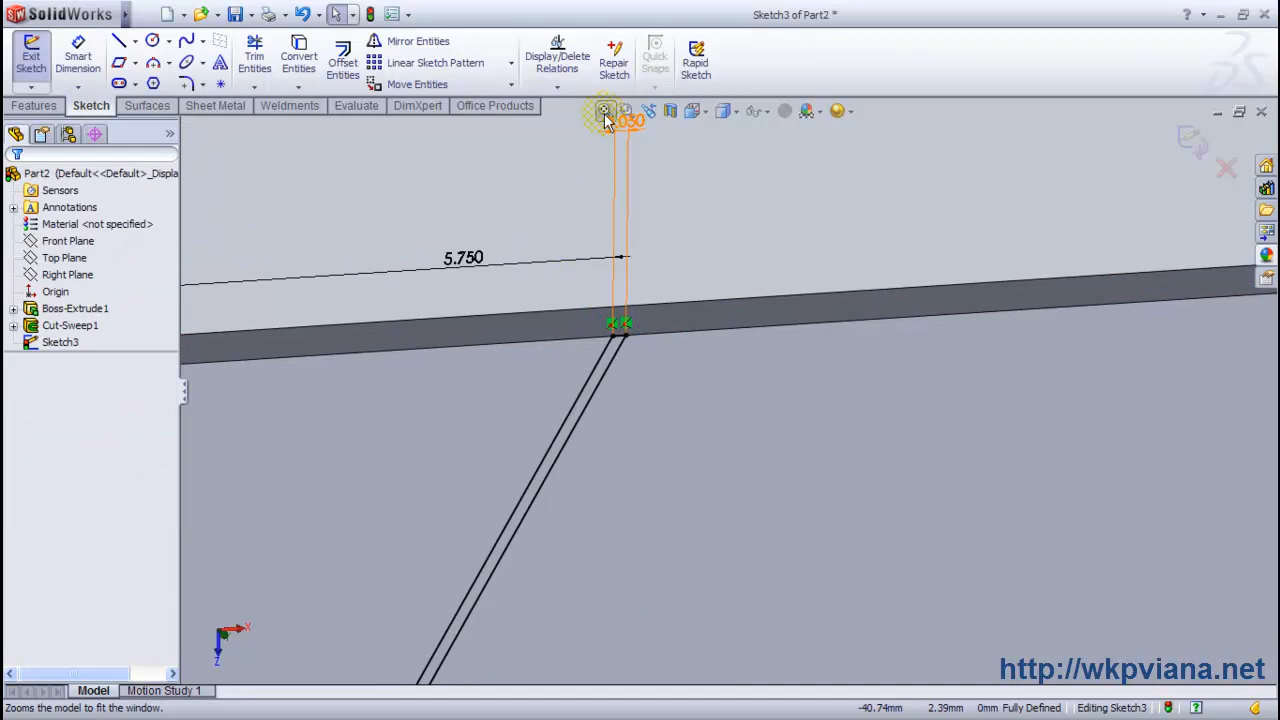 SolidWorks
Sketch3 of Part2 *
Exit Sketch
Smart Dimension
Trim Entities
Convert Entities
Offset Entities
Mirror Entities
Linear Sketch Pattern
Move Entities
Display/Delete Relations
Repair Sketch
Quick Snaps
Rapid Sketch
Features
Sketch
Surfaces
Sheet Metal
Weldments
Evaluate
DimXpert
Office Products
Part2 (Default<<Default>_Displa
Sensors
Annotations
Material <not specified>
Front Plane
Top Plane
Right Plane
Origin
Boss-Extrude1
Cut-Sweep1
Sketch3
5.750
X
Z
http://wkpviana.net
Model
Motion Study 1
Zooms the model to fit the window.
-40.74mm
2.39mm
0mm Fully Defined
Editing Sketch3